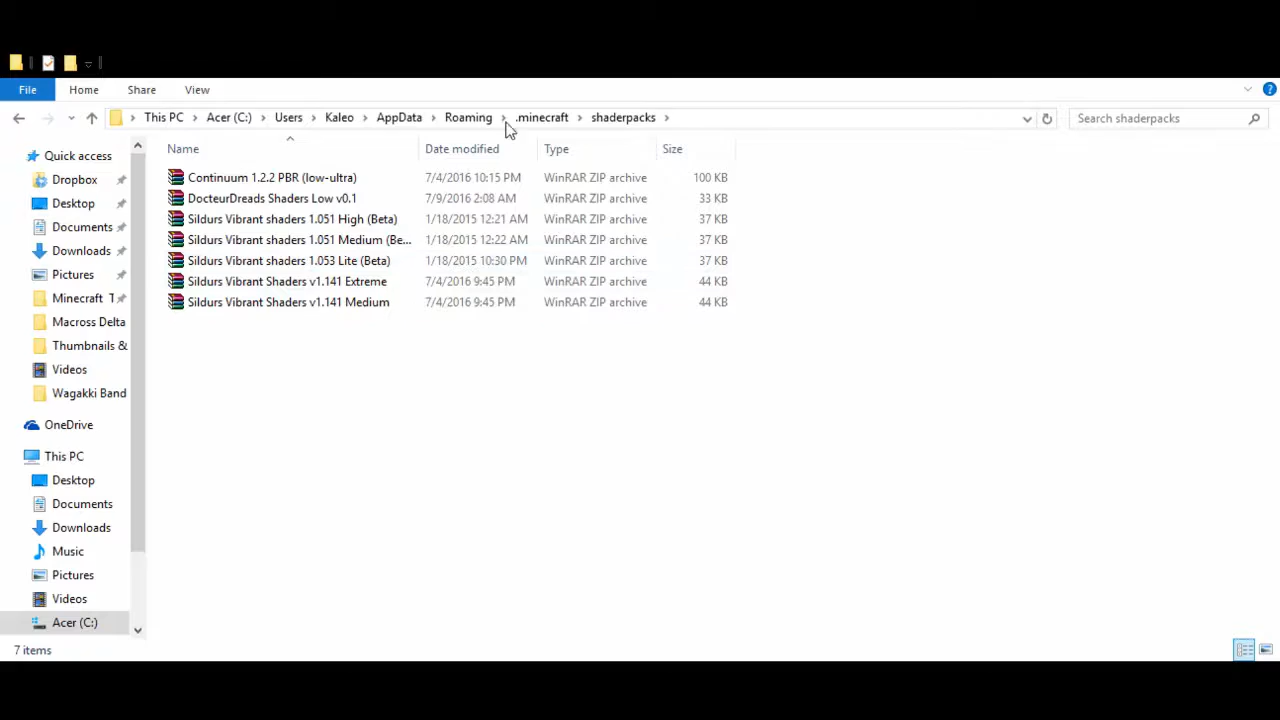 File Home Share View
This PC Acer (C:) Users Kaleo AppData Roaming .minecraft shaderpacks Search shaderpacks
Name Date modified Type Size
Continuum 1.2.2 PBR (low-ultra) 7/4/2016 10:15 PM WinRAR ZIP archive 100 KB
DocteurDreads Shaders Low v0.1 7/9/2016 2:08 AM WinRAR ZIP archive 33 KB
Sildurs Vibrant shaders 1.051 High (Beta) 1/18/2015 12:21 AM WinRAR ZIP archive 37 KB
Sildurs Vibrant shaders 1.051 Medium (Be... 1/18/2015 12:22 AM WinRAR ZIP archive 37 KB
Sildurs Vibrant shaders 1.053 Lite (Beta) 1/18/2015 10:30 PM WinRAR ZIP archive 37 KB
Sildurs Vibrant Shaders v1.141 Extreme 7/4/2016 9:45 PM WinRAR ZIP archive 44 KB
Sildurs Vibrant Shaders v1.141 Medium 7/4/2016 9:45 PM WinRAR ZIP archive 44 KB
Quick access
Dropbox
Desktop
Documents
Downloads
Pictures
Minecraft T
Macross Delta
Thumbnails &
Videos
Wagakki Band
OneDrive
This PC
Desktop
Documents
Downloads
Music
Pictures
Videos
Acer (C:)
7 items